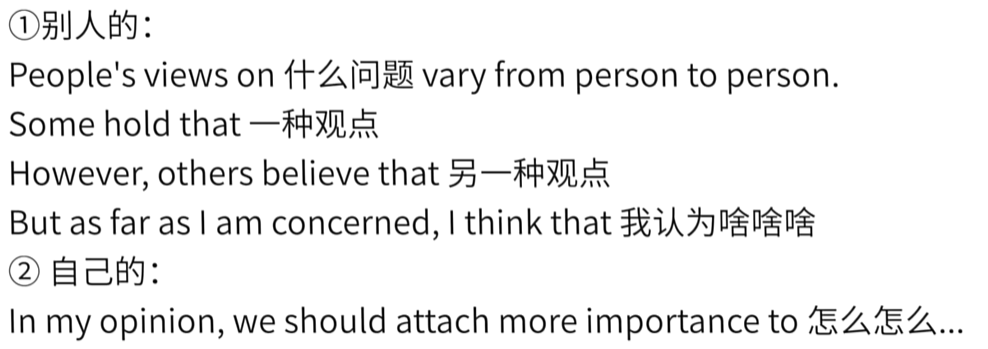 ①别人的：
People's views on 什么问题 vary from person to person.
Some hold that 一种观点
However, others believe that 另一种观点
But as far as I am concerned, I think that 我认为啥啥啥
② 自己的：
In my opinion, we should attach more importance to 怎么怎么...